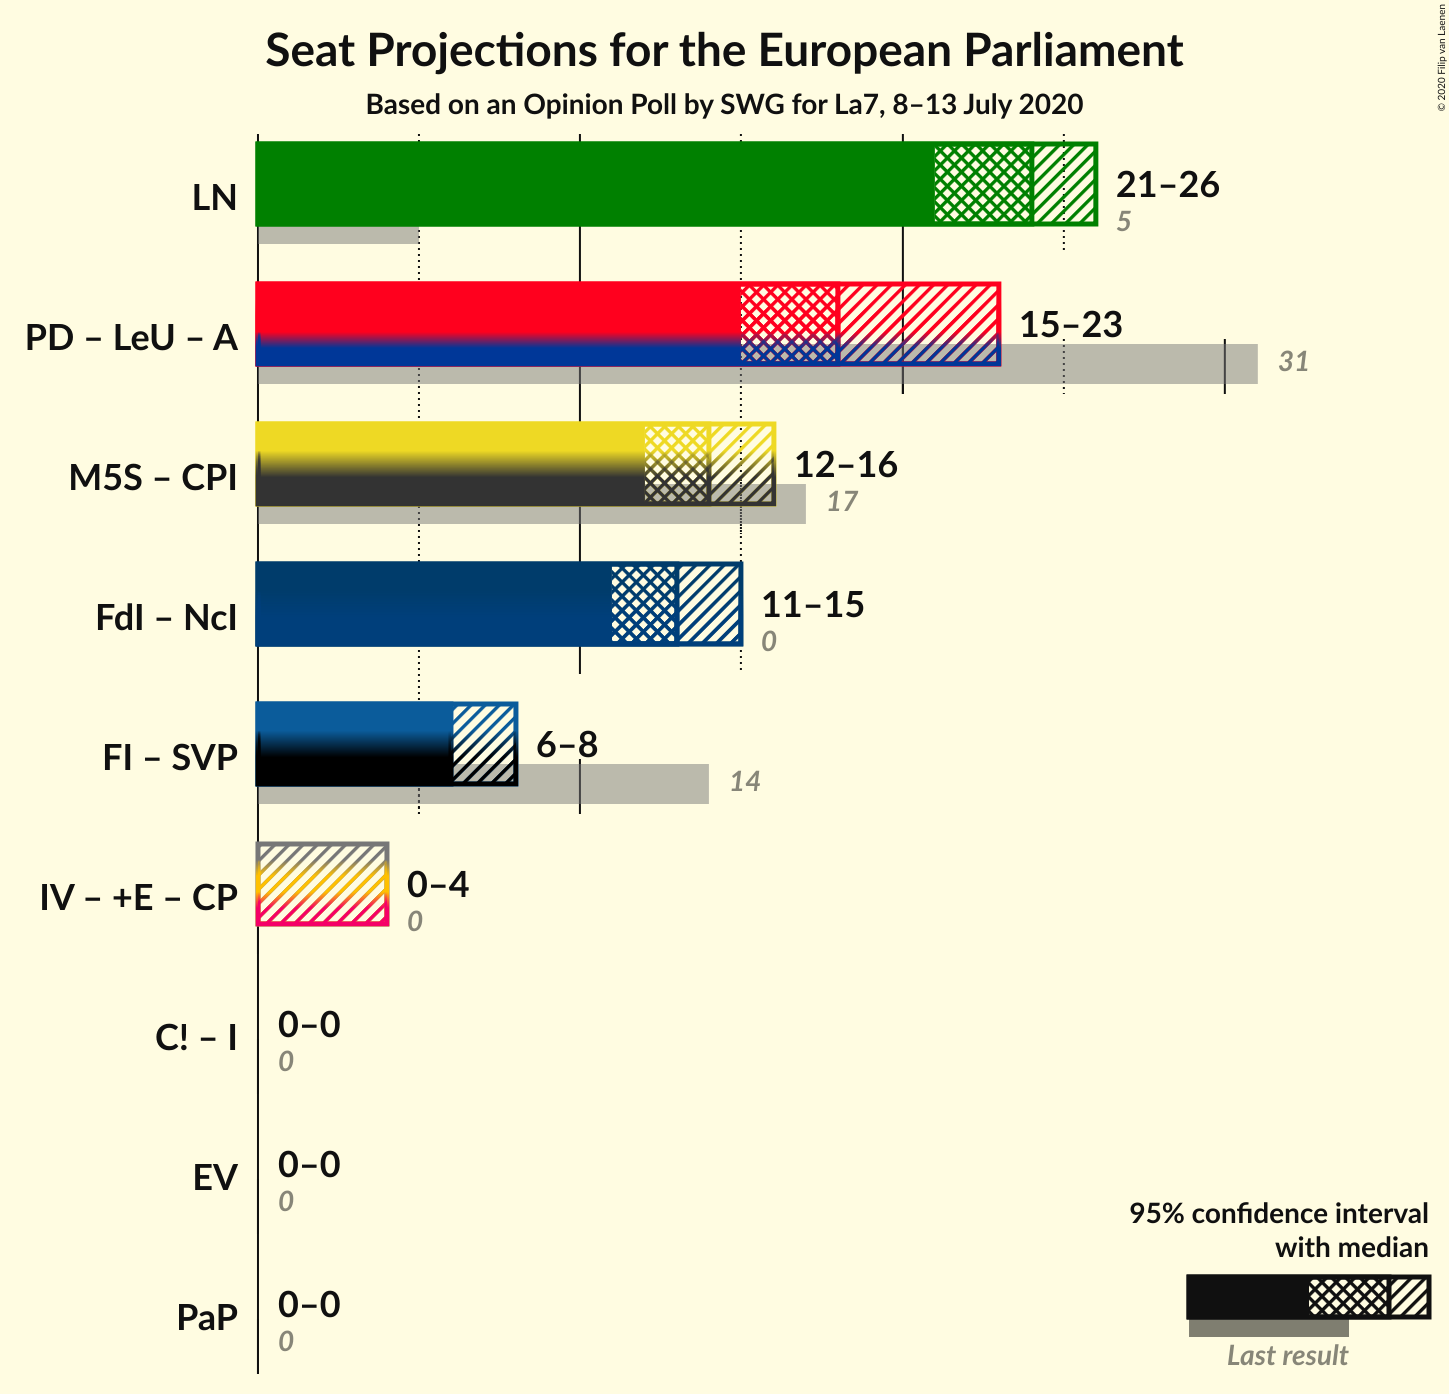 Seat Projections for the European Parliament
Based on an Opinion Poll by SWG for La7, 8–13 July 2020
© 2020 Filip van Laenen
LN
21–26
5
PD – LeU – A
15–23
31
M5S – CPI
12–16
17
FdI – NcI
11–15
0
FI – SVP
6–8
14
IV – +E – CP
0–4
0
C! – I
0–0
0
EV
0–0
0
PaP
0–0
0
95% confidence interval
with median
Last result